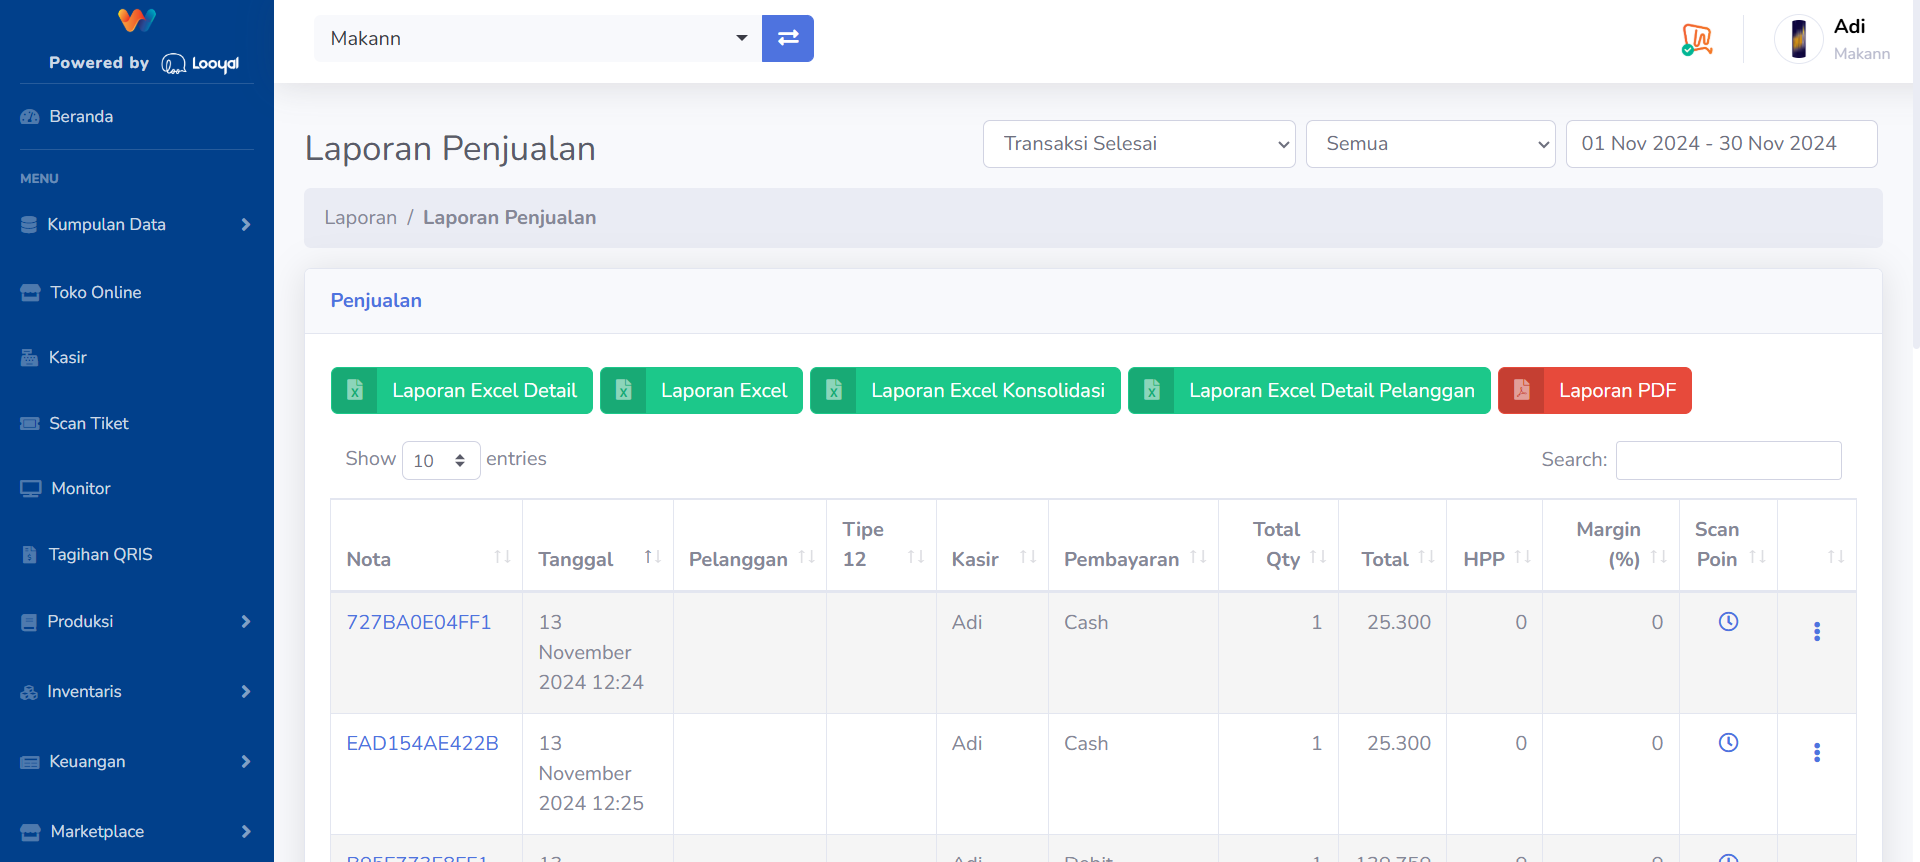 Powered by Looyal
Beranda
MENU
Kumpulan Data
Toko Online
Kasir
Scan Tiket
Monitor
Tagihan QRIS
Produksi
Inventaris
Keuangan
Marketplace
Makann
Adi
Makann
Laporan Penjualan
Transaksi Selesai
Semua
01 Nov 2024 - 30 Nov 2024
Laporan / Laporan Penjualan
Penjualan
Laporan Excel Detail
Laporan Excel
Laporan Excel Konsolidasi
Laporan Excel Detail Pelanggan
Laporan PDF
Show 10 entries
Search:
Nota
Tanggal
Pelanggan
Tipe
12
Kasir
Pembayaran
Total
Qty
Total
HPP
Margin
(%)
Scan
Poin
727BA0E04FF1
13
November
2024 12:24
Adi
Cash
1
25.300
0
0
EAD154AE422B
13
November
2024 12:25
Adi
Cash
1
25.300
0
0
13
Adi
Debit
1
0
0